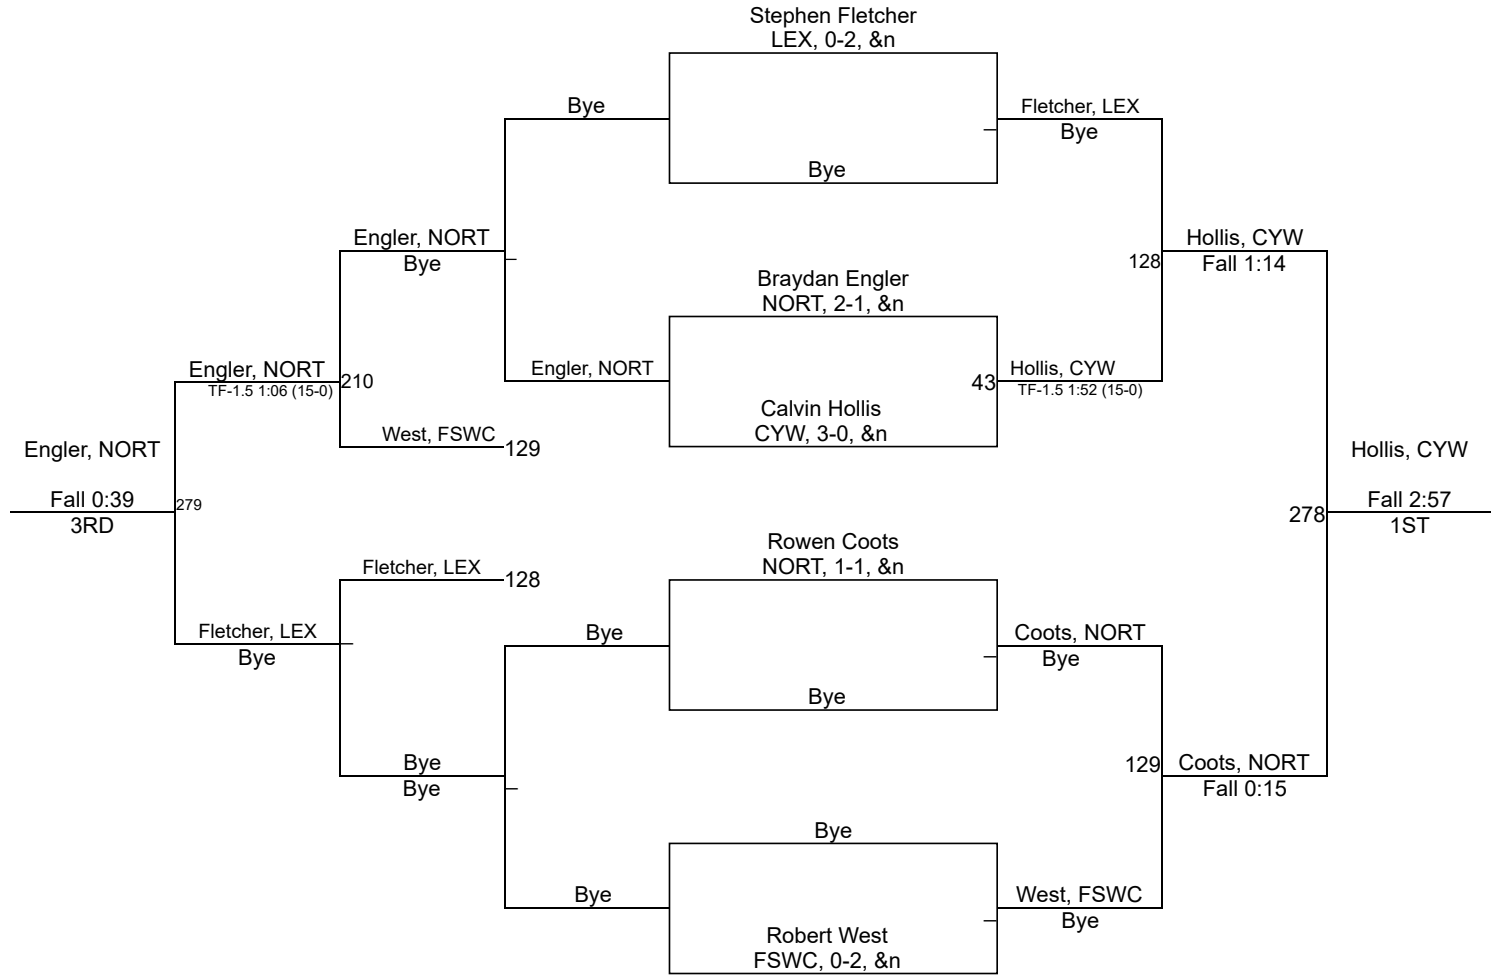 Stephen Fletcher
LEX, 0-2, &n
Bye
Fletcher, LEX
Bye
Bye
Engler, NORT
Bye
Hollis, CYW
128
Fall 1:14
Braydan Engler
NORT, 2-1, &n
Engler, NORT
210
TF-1.5 1:06 (15-0)
Engler, NORT
43
Hollis, CYW
TF-1.5 1:52 (15-0)
Calvin Hollis
CYW, 3-0, &n
West, FSWC
129
Engler, NORT
Hollis, CYW
Fall 0:39
279
3RD
278
Fall 2:57
1ST
Rowen Coots
NORT, 1-1, &n
Fletcher, LEX
128
Fletcher, LEX
Bye
Bye
Coots, NORT
Bye
Bye
Bye
Bye
129
Coots, NORT
Fall 0:15
Bye
Bye
West, FSWC
Bye
Robert West
FSWC, 0-2, &n